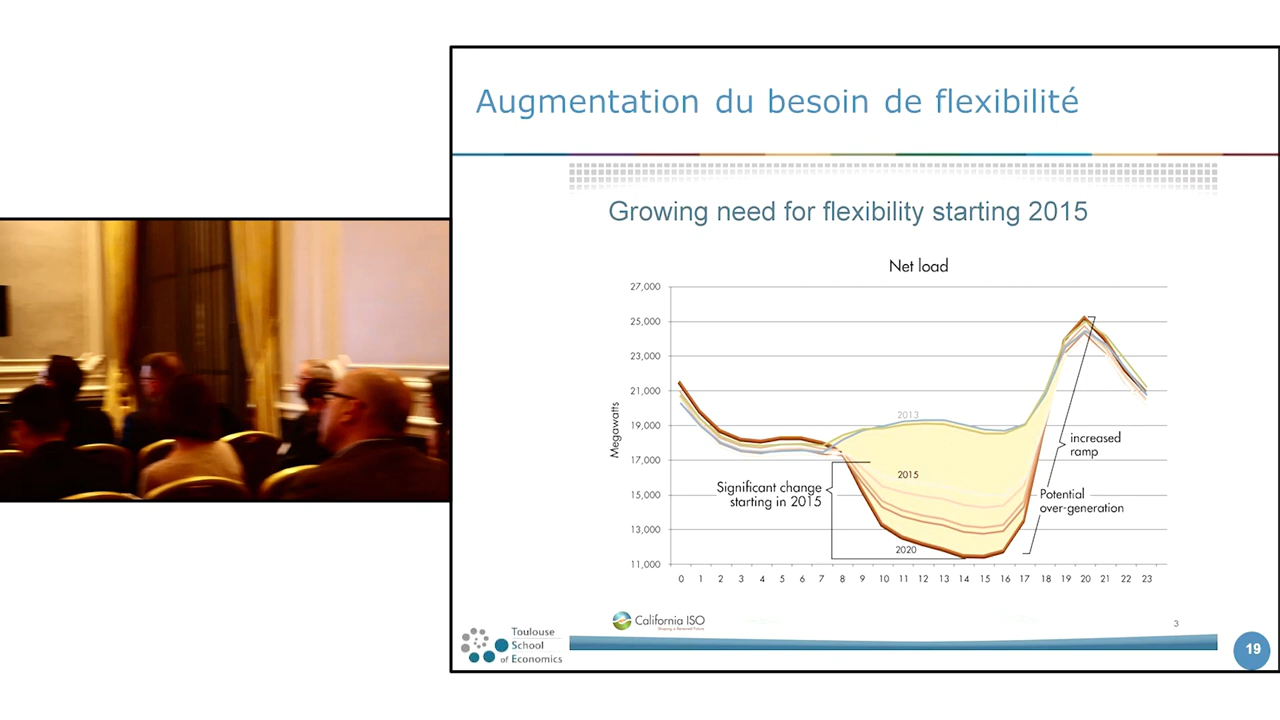 Augmentation du besoin de flexibilité
Growing need for flexibility starting 2015
Net load
27,000
25,000
23,000
21,000
19,000
17,000
15,000
13,000
11,000
Megawatts
2013
2015
2020
Significant change
starting in 2015
increased
ramp
Potential
over-generation
0 1 2 3 4 5 6 7 8 9 10 11 12 13 14 15 16 17 18 19 20 21 22 23
California ISO
3
Toulouse
School
of Economics
19